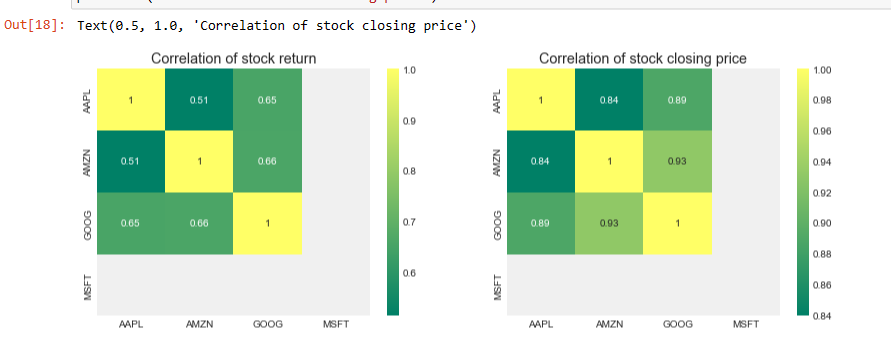 Out[18]: Text(0.5, 1.0, 'Correlation of stock closing price')
Correlation of stock return
AAPL
1
0.51
0.65
AMZN
0.51
1
0.66
GOOG
0.65
0.66
1
MSFT
AAPL
AMZN
GOOG
MSFT
1.0
0.9
0.8
0.7
0.6
Correlation of stock closing price
AAPL
1
0.84
0.89
AMZN
0.84
1
0.93
GOOG
0.89
0.93
1
MSFT
AAPL
AMZN
GOOG
MSFT
1.00
0.98
0.96
0.94
0.92
0.90
0.88
0.86
0.84